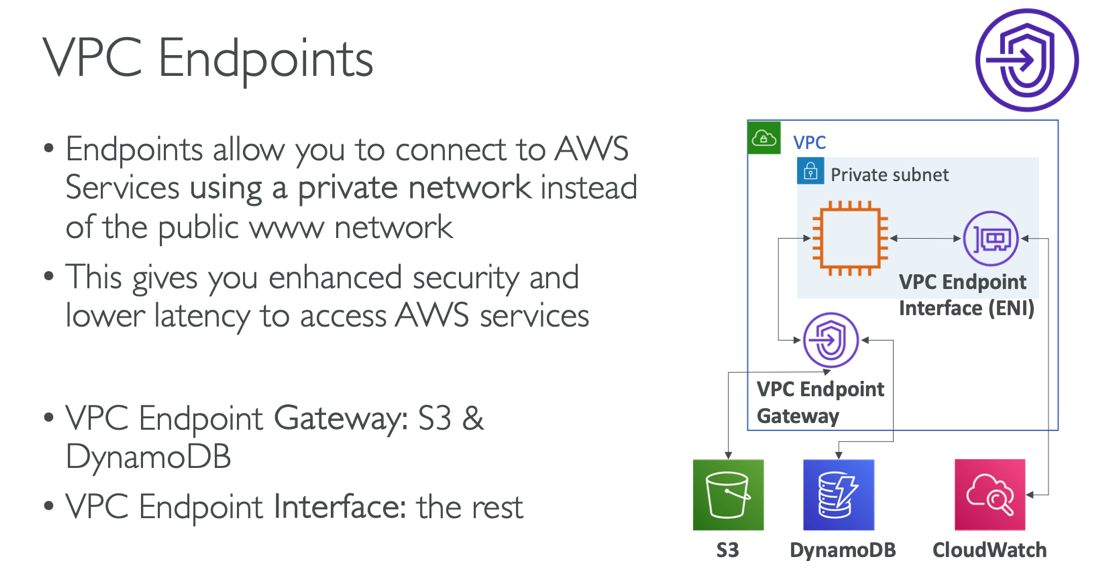 VPC Endpoints
• Endpoints allow you to connect to AWS
Services using a private network instead
of the public www network
• This gives you enhanced security and
lower latency to access AWS services
• VPC Endpoint Gateway: S3 &
DynamoDB
• VPC Endpoint Interface: the rest
VPC
Private subnet
VPC Endpoint
Interface (ENI)
VPC Endpoint
Gateway
S3
DynamoDB
CloudWatch